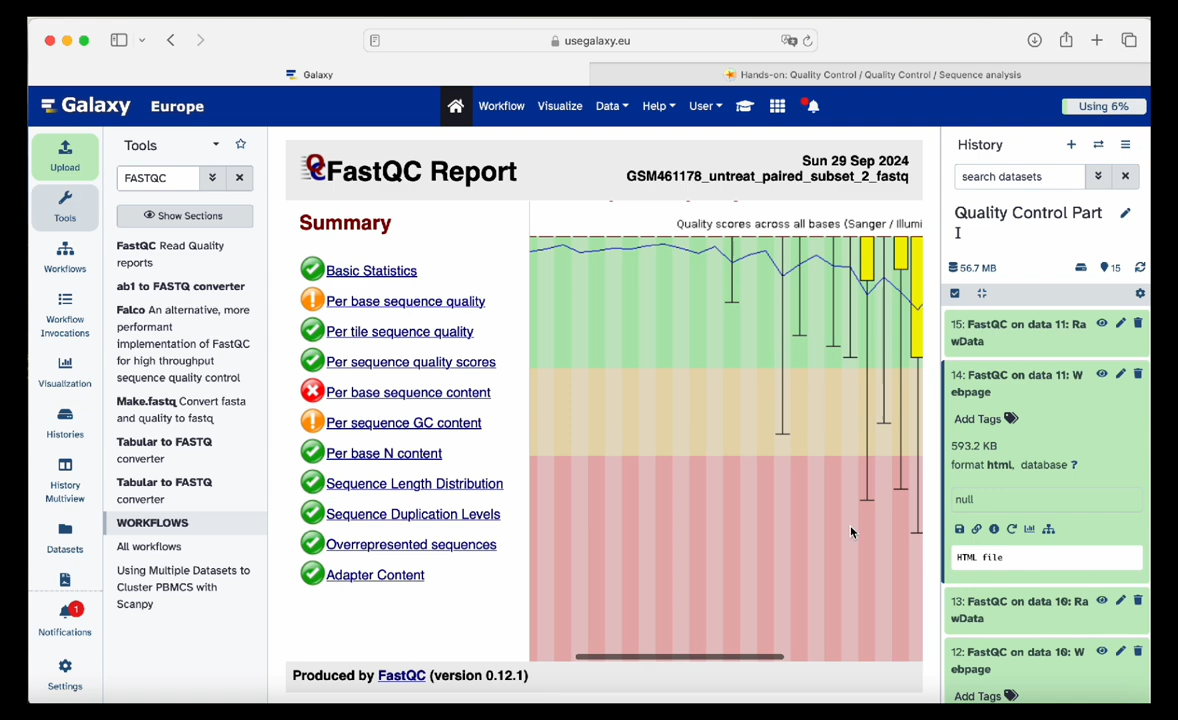 usegalaxy.eu
Galaxy
Hands-on: Quality Control / Quality Control / Sequence analysis
Galaxy Europe
Workflow Visualize Data Help User
Using 6%
Upload
Tools
Workflows
Workflow
Invocations
Visualization
Histories
History
Multiview
Datasets
1
Notifications
Settings
Tools
FASTQC
Show Sections
FastQC Read Quality
reports
ab1 to FASTQ converter
Falco An alternative, more
performant
implementation of FastQC
for high throughput
sequence quality control
Make.fastq Convert fasta
and quality to fastq
Tabular to FASTQ
converter
Tabular to FASTQ
converter
WORKFLOWS
All workflows
Using Multiple Datasets to
Cluster PBMCS with
Scanpy
FastQC Report
Sun 29 Sep 2024
GSM461178_untreat_paired_subset_2_fastq
Summary
Basic Statistics
Per base sequence quality
Per tile sequence quality
Per sequence quality scores
Per base sequence content
Per sequence GC content
Per base N content
Sequence Length Distribution
Sequence Duplication Levels
Overrepresented sequences
Adapter Content
Quality scores across all bases (Sanger / Illumi
Produced by FastQC (version 0.12.1)
History
search datasets
Quality Control Part
I
56.7 MB
15
15: FastQC on data 11: Ra
wData
14: FastQC on data 11: W
ebpage
Add Tags
593.2 KB
format html, database ?
null
HTML file
13: FastQC on data 10: Ra
wData
12: FastQC on data 10: W
ebpage
Add Tags